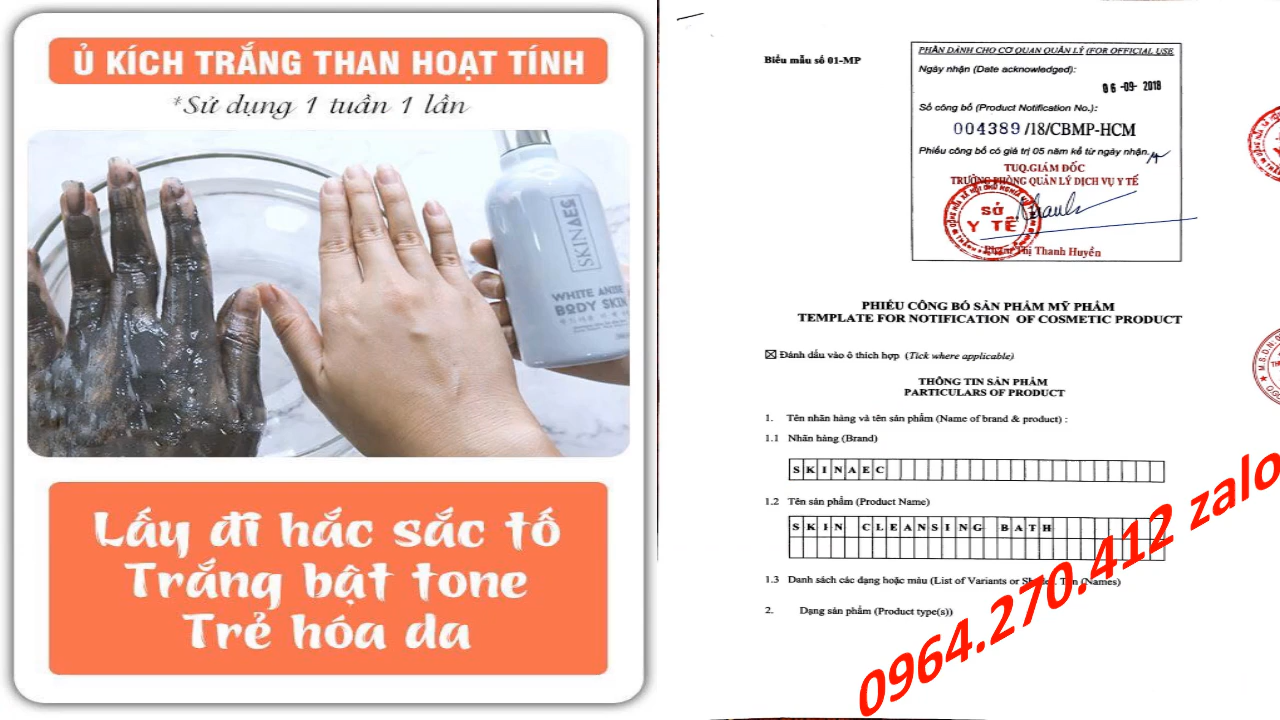 Ủ KÍCH TRẮNG THAN HOẠT TÍNH
*Sử dụng 1 tuần 1 lần
SKINAEC
BODY SKIN
Lấy đi hắc sắc tố
Trắng bật tone
Trẻ hóa da
Biểu mẫu số 01-MP
PHẦN DÀNH CHO CƠ QUAN QUẢN LÝ (FOR OFFICIAL USE
Ngày nhận (Date acknowledged):
06 -09- 2018
Số công bố (Product Notification No.):
004389/18/CBMP-HCM
Phiếu công bố có giá trị 05 năm kể từ ngày nhận.
TUQ.GIÁM ĐỐC
TRƯỞNG PHÒNG QUẢN LÝ DỊCH VỤ Y TẾ
SỞ
Y TẾ
Phạm Thị Thanh Huyền
PHIẾU CÔNG BỐ SẢN PHẨM MỸ PHẨM
TEMPLATE FOR NOTIFICATION OF COSMETIC PRODUCT
Đánh dấu vào ô thích hợp (Tick where applicable)
THÔNG TIN SẢN PHẨM
PARTICULARS OF PRODUCT
1. Tên nhãn hàng và tên sản phẩm (Name of brand & product) :
1.1 Nhãn hàng (Brand)
SKINAEC
1.2 Tên sản phẩm (Product Name)
SKIN CLEANSING BATH
1.3 Danh sách các dạng hoặc màu (List of Variants or (Names)
2. Dạng sản phẩm (Product type(s))
0964.270.412 zalo